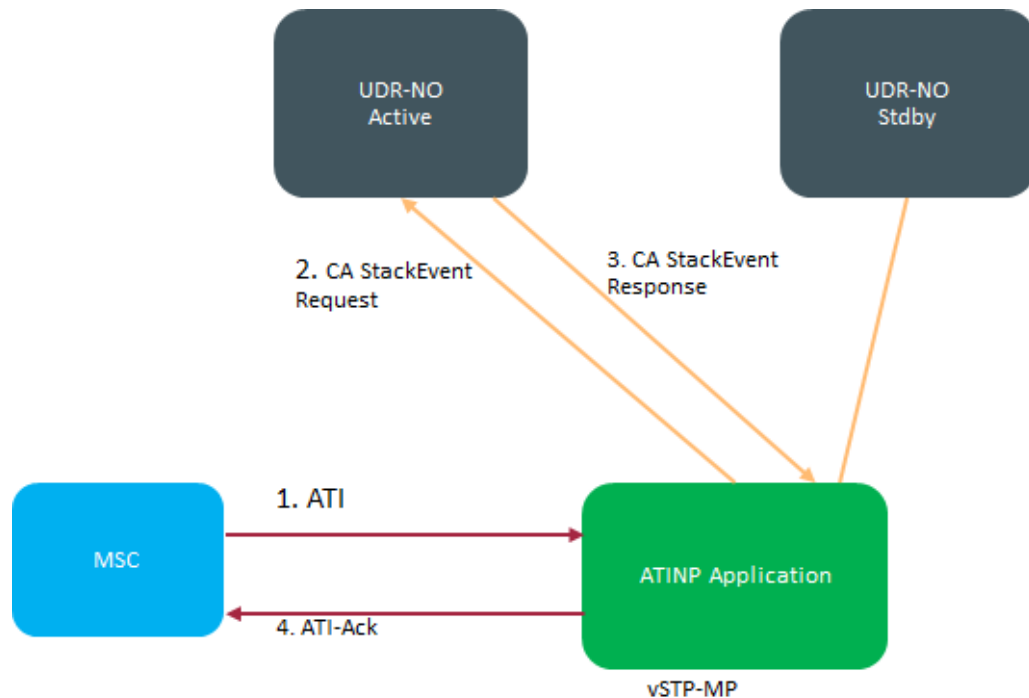 UDR-NO
Active
UDR-NO
Stdby
2. CA StackEvent
Request
3. CA StackEvent
Response
1. ATI
MSC
ATINP Application
4. ATI-Ack
vSTP-MP